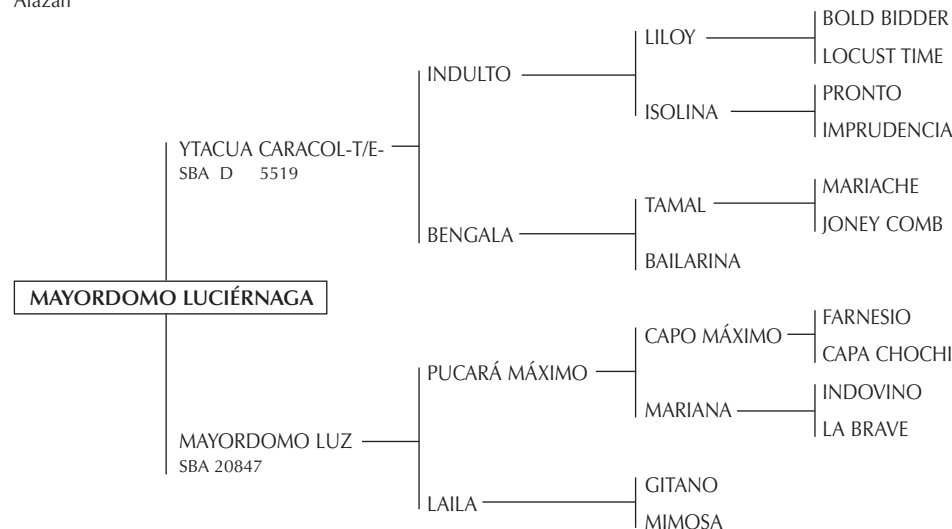 Alazán
BOLD BIDDER
LILOY
LOCUST TIME
INDULTO
PRONTO
ISOLINA
IMPRUDENCIA
YTACUA CARACOL-T/E-
SBA D 5519
MARIACHE
TAMAL
JONEY COMB
BENGALA
BAILARINA
MAYORDOMO LUCIÉRNAGA
FARNESIO
CAPO MÁXIMO
CAPA CHOCHI
PUCARÁ MÁXIMO
INDOVINO
MARIANA
LA BRAVE
MAYORDOMO LUZ
SBA 20847
GITANO
LAILA
MIMOSA